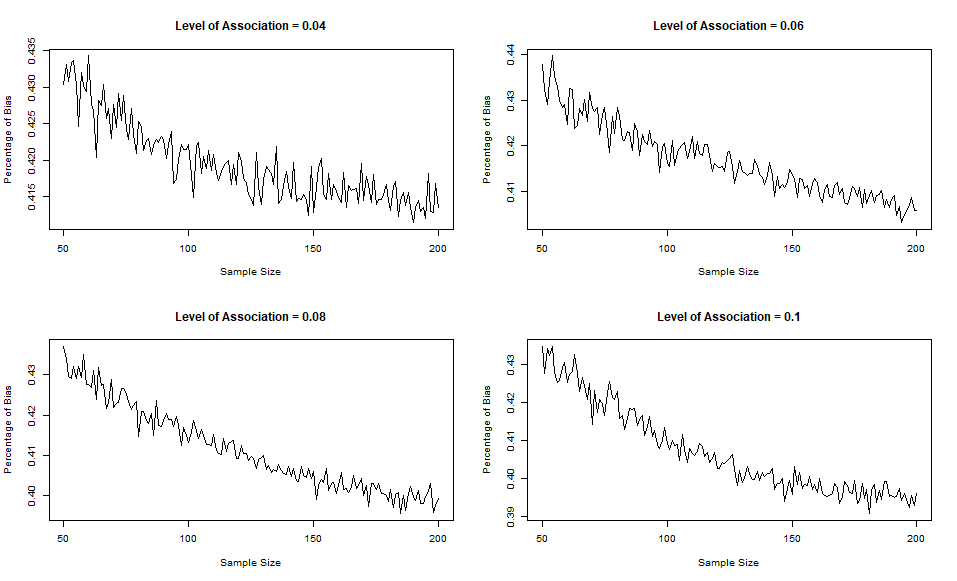 Level of Association = 0.04
Percentage of Bias
0.435
0.430
0.425
0.420
0.415
50
100
150
200
Sample Size
Level of Association = 0.06
Percentage of Bias
0.44
0.43
0.42
0.41
50
100
150
200
Sample Size
Level of Association = 0.08
Percentage of Bias
0.43
0.42
0.41
0.40
50
100
150
200
Sample Size
Level of Association = 0.1
Percentage of Bias
0.43
0.42
0.41
0.40
0.39
50
100
150
200
Sample Size